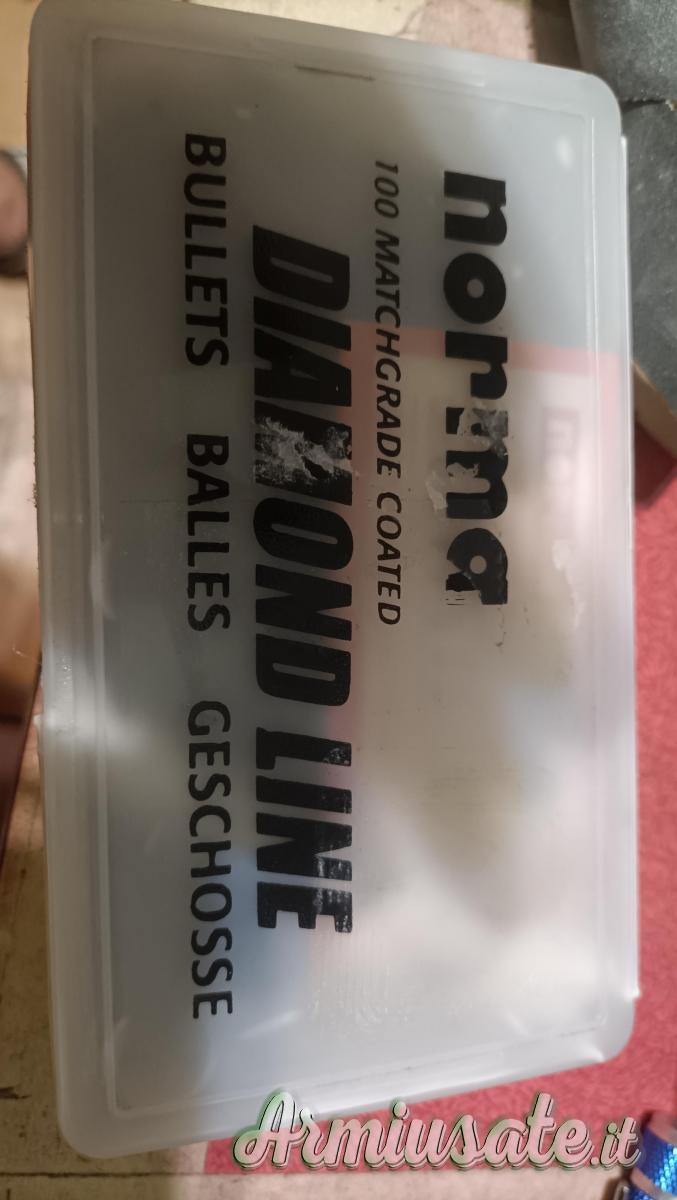 norma
100 MATCHGRADE COATED
DIAMOND LINE
BULLETS BALLES GESCHOSSE
Armiusate.it